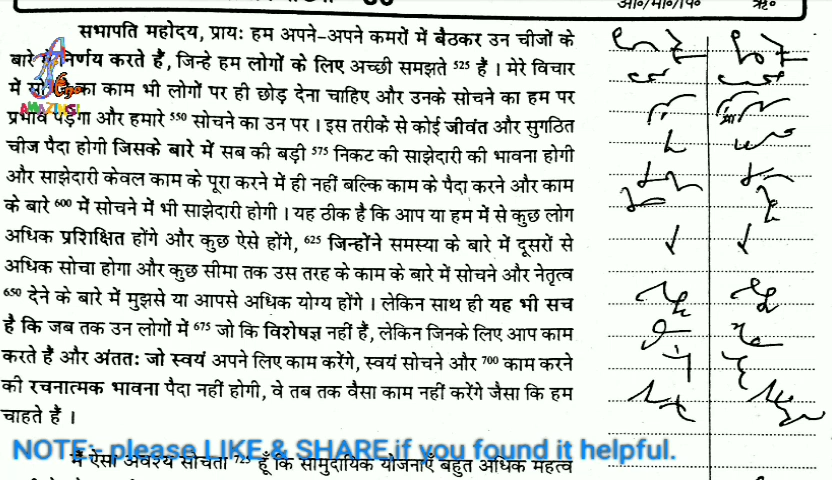 आ०/मा०/पि० ऋ०
सभापति महोदय, प्रायः हम अपने-अपने कमरों में बैठकर उन चीजों के
बारे में निर्णय करते हैं, जिन्हे हम लोगों के लिए अच्छी समझते 525 हैं । मेरे विचार
में का काम भी लोगों पर ही छोड़ देना चाहिए और उनके सोचने का हम पर
प्रभाव पड़ेगा और हमारे 550 सोचने का उन पर । इस तरीके से कोई जीवंत और सुगठित
चीज पैदा होगी जिसके बारे में सब की बड़ी 575 निकट की साझेदारी की भावना होगी
और साझेदारी केवल काम के पूरा करने में ही नहीं बल्कि काम के पैदा करने और काम
के बारे 600 में सोचने में भी साझेदारी होगी । यह ठीक है कि आप या हम में से कुछ लोग
अधिक प्रशिक्षित होंगे और कुछ ऐसे होंगे, 625 जिन्होंने समस्या के बारे में दूसरों से
अधिक सोचा होगा और कुछ सीमा तक उस तरह के काम के बारे में सोचने और नेतृत्व
650 देने के बारे में मुझसे या आपसे अधिक योग्य होंगे । लेकिन साथ ही यह भी सच
है कि जब तक उन लोगों में 675 जो कि विशेषज्ञ नहीं हैं, लेकिन जिनके लिए आप काम
करते हैं और अंततः जो स्वयं अपने लिए काम करेंगे, स्वयं सोचने और 700 काम करने
की रचनात्मक भावना पैदा नहीं होगी, वे तब तक वैसा काम नहीं करेंगे जैसा कि हम
चाहते हैं ।
NOTE:- please LIKE & SHARE if you found it helpful.
मैं ऐसा अवश्य सोचता 725 हूँ कि सामुदायिक योजनाएँ बहुत अधिक महत्व